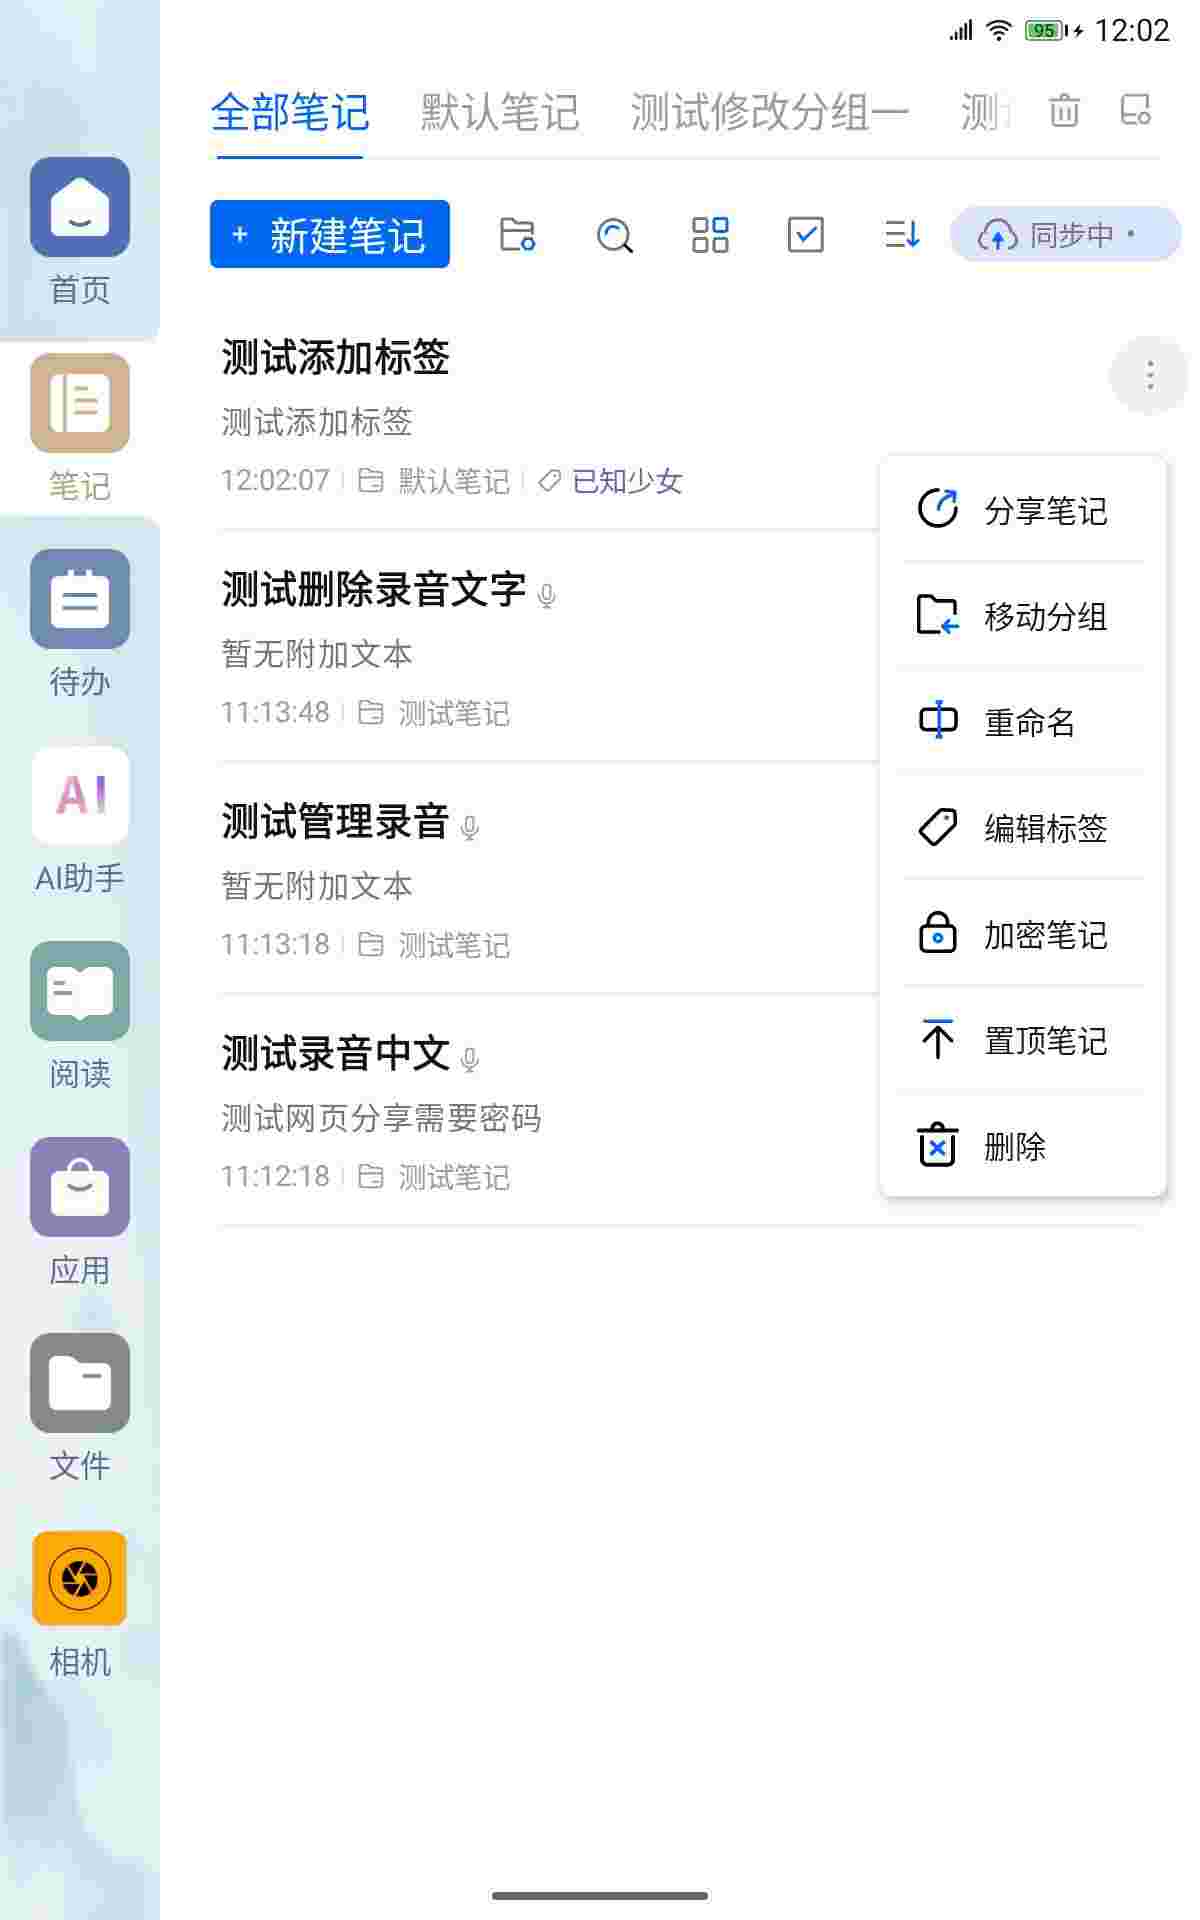 95 12:02
全部笔记 默认笔记 测试修改分组一 测
+ 新建笔记 同步中 ·
首页
笔记
待办
AI
AI助手
阅读
应用
文件
相机
测试添加标签
测试添加标签
12:02:07 默认笔记 已知少女
测试删除录音文字
暂无附加文本
11:13:48 测试笔记
测试管理录音
暂无附加文本
11:13:18 测试笔记
测试录音中文
测试网页分享需要密码
11:12:18 测试笔记
分享笔记
移动分组
重命名
编辑标签
加密笔记
置顶笔记
删除